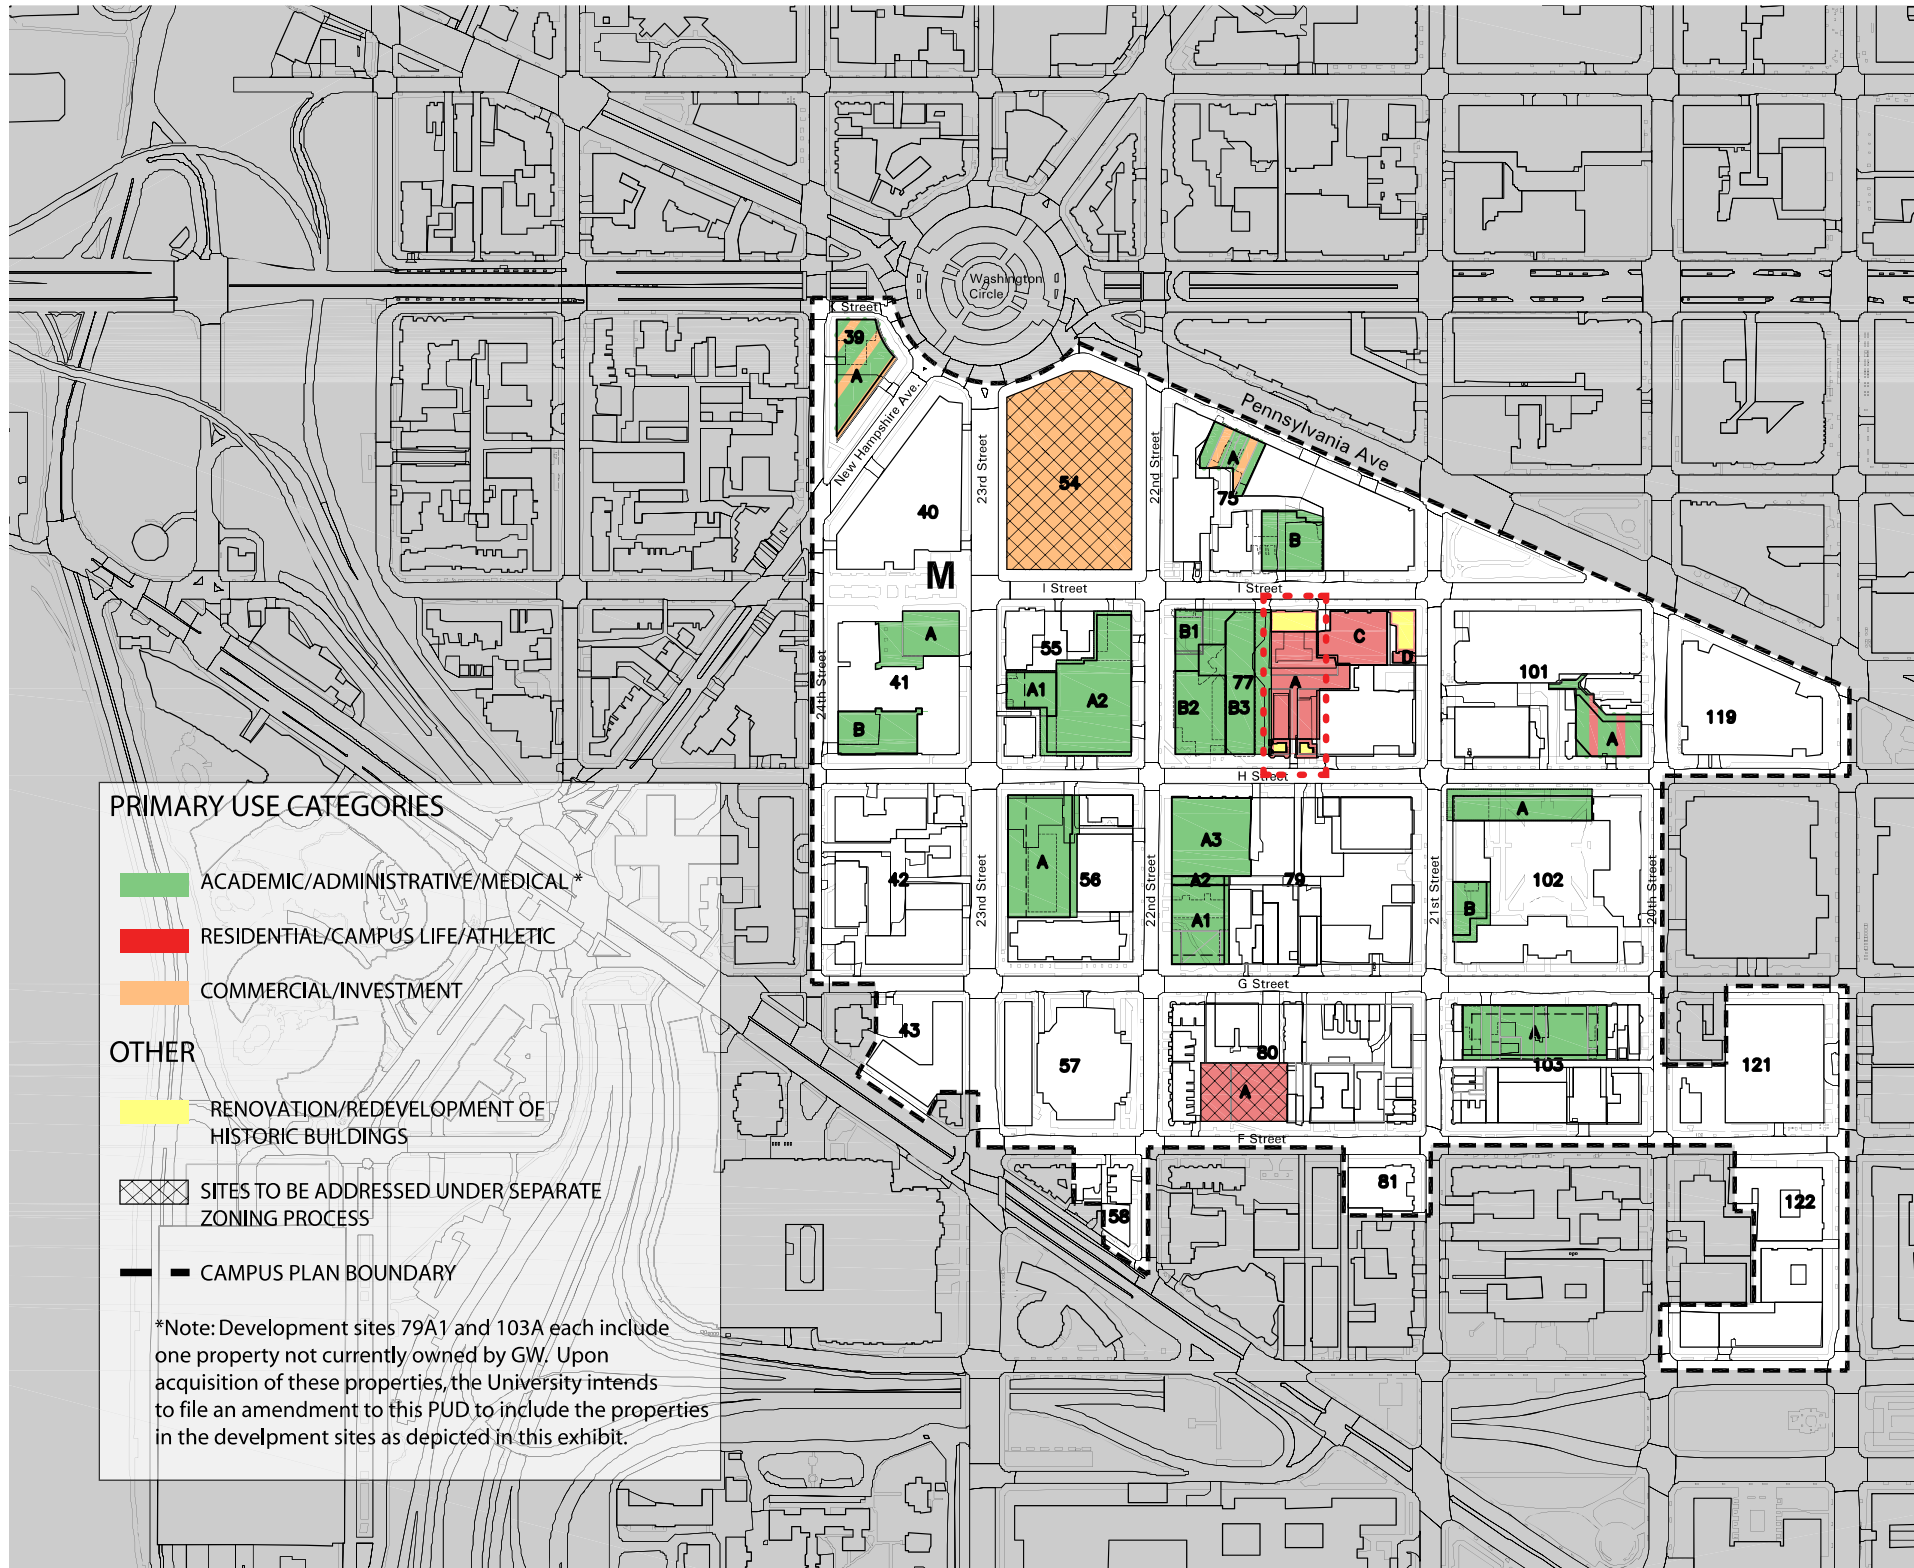 Washington
Circle
K Street
39
A
New Hampshire Ave.
Pennsylvania Ave
23rd Street
22nd Street
54
A
75
40
B
M
I Street
I Street
A
55
B1
C
D
101
24th Street
41
A1
A2
77
A
B2
B3
119
B
A
H Street
PRIMARY USE CATEGORIES
ACADEMIC/ADMINISTRATIVE/MEDICAL *
RESIDENTIAL/CAMPUS LIFE/ATHLETIC
COMMERCIAL/INVESTMENT
OTHER
RENOVATION/REDEVELOPMENT OF
HISTORIC BUILDINGS
SITES TO BE ADDRESSED UNDER SEPARATE
ZONING PROCESS
CAMPUS PLAN BOUNDARY
*Note: Development sites 79A1 and 103A each include
one property not currently owned by GW. Upon
acquisition of these properties, the University intends
to file an amendment to this PUD to include the properties
in the develpment sites as depicted in this exhibit.
A
A3
A
42
56
A2
79
102
23rd Street
22nd Street
21st Street
20th Street
A1
B
G Street
43
57
80
A
A
103
121
F Street
58
81
122